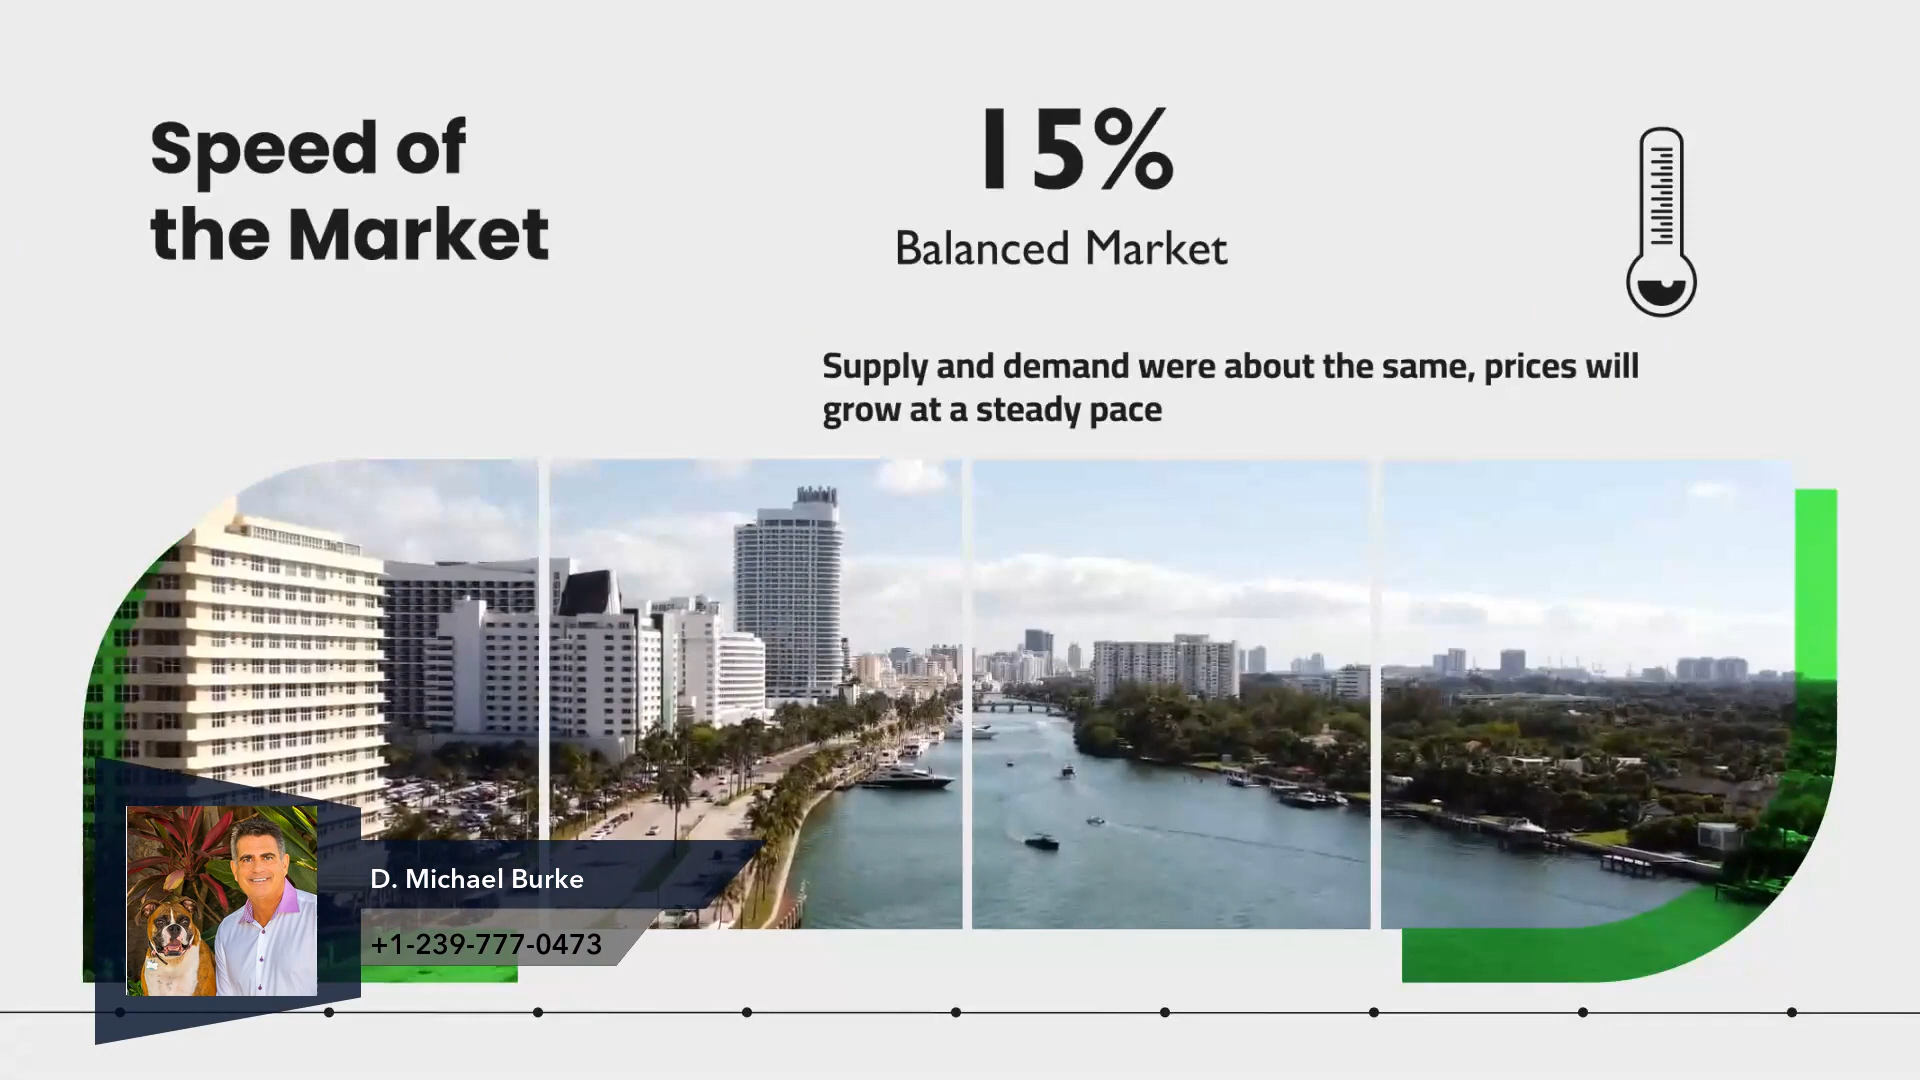 Speed of
the Market
15%
Balanced Market
Supply and demand were about the same, prices will
grow at a steady pace
D. Michael Burke
+1-239-777-0473